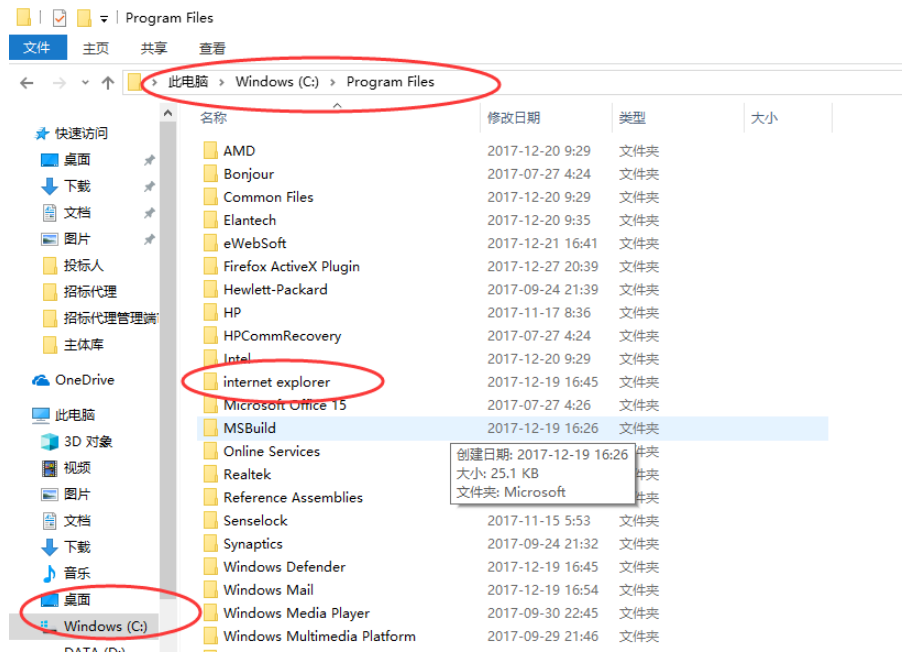 Program Files
文件 主页 共享 查看
此电脑 › Windows (C:) › Program Files
名称 修改日期 类型 大小
快速访问
桌面
下载
文档
图片
投标人
招标代理
招标代理管理端
主体库
OneDrive
此电脑
3D 对象
视频
图片
文档
下载
音乐
桌面
Windows (C:)
DATA (D:)
AMD 2017-12-20 9:29 文件夹
Bonjour 2017-07-27 4:24 文件夹
Common Files 2017-12-20 9:29 文件夹
Elantech 2017-12-20 9:35 文件夹
eWebSoft 2017-12-21 16:41 文件夹
Firefox ActiveX Plugin 2017-12-27 20:39 文件夹
Hewlett-Packard 2017-09-24 21:39 文件夹
HP 2017-11-17 8:36 文件夹
HPCommRecovery 2017-07-27 4:24 文件夹
Intel 2017-12-20 9:29 文件夹
internet explorer 2017-12-19 16:45 文件夹
Microsoft Office 15 2017-07-27 4:26 文件夹
MSBuild 2017-12-19 16:26 文件夹
Online Services 件夹
Realtek 件夹
Reference Assemblies 件夹
创建日期: 2017-12-19 16:26
大小: 25.1 KB
文件夹: Microsoft
Senselock 2017-11-15 5:53 文件夹
Synaptics 2017-09-24 21:32 文件夹
Windows Defender 2017-12-19 16:45 文件夹
Windows Mail 2017-12-19 16:54 文件夹
Windows Media Player 2017-09-30 22:45 文件夹
Windows Multimedia Platform 2017-09-29 21:46 文件夹